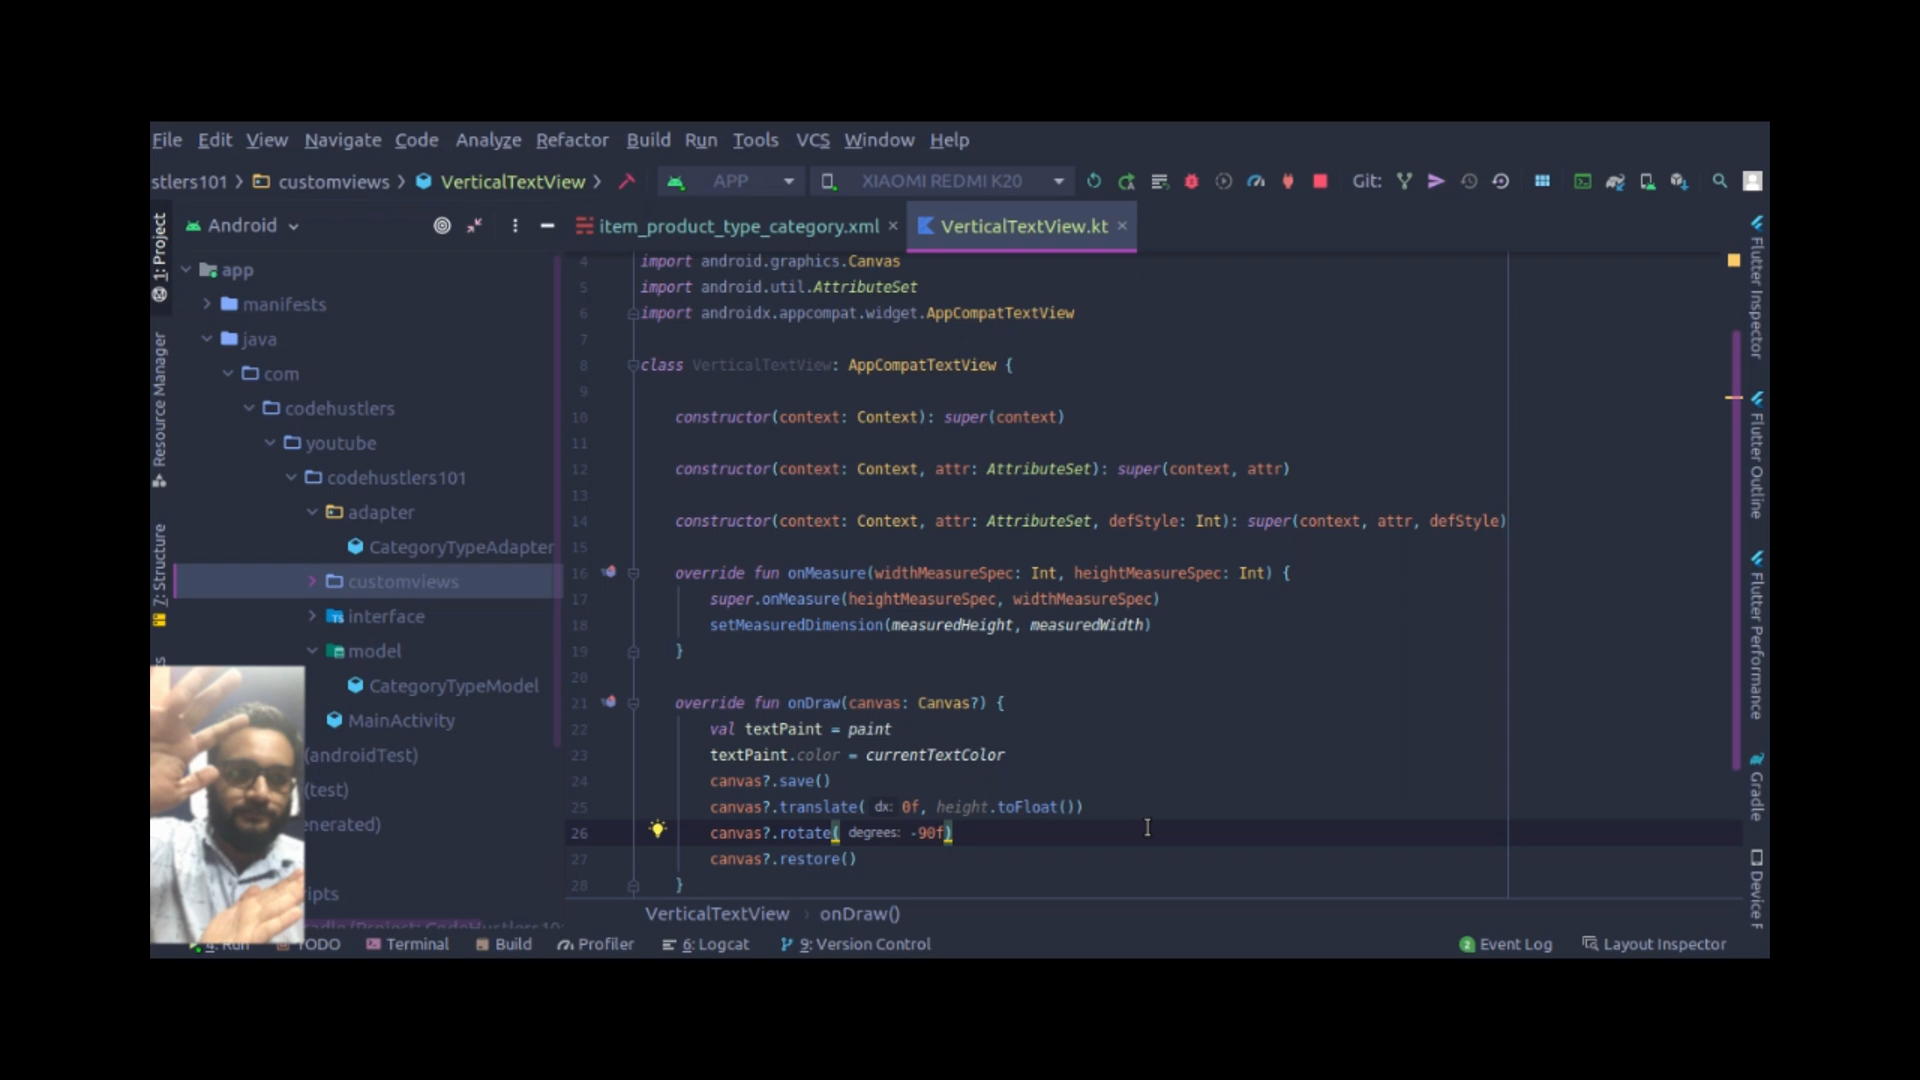 File Edit View Navigate Code Analyze Refactor Build Run Tools VCS Window Help
stlers101 customviews VerticalTextView APP XIAOMI REDMI K20 Git:
1: Project
Resource Manager
7: Structure
Android
app
manifests
java
com
codehustlers
youtube
codehustlers101
adapter
CategoryTypeAdapter
customviews
interface
model
CategoryTypeModel
MainActivity
(androidTest)
(test)
enerated)
ipts
item_product_type_category.xml VerticalTextView.kt
4 import android.graphics.Canvas
5 import android.util.AttributeSet
6 import androidx.appcompat.widget.AppCompatTextView
7
8 class VerticalTextView: AppCompatTextView {
9
10 constructor(context: Context): super(context)
11
12 constructor(context: Context, attr: AttributeSet): super(context, attr)
13
14 constructor(context: Context, attr: AttributeSet, defStyle: Int): super(context, attr, defStyle)
15
16 override fun onMeasure(widthMeasureSpec: Int, heightMeasureSpec: Int) {
17 super.onMeasure(heightMeasureSpec, widthMeasureSpec)
18 setMeasuredDimension(measuredHeight, measuredWidth)
19 }
20
21 override fun onDraw(canvas: Canvas?) {
22 val textPaint = paint
23 textPaint.color = currentTextColor
24 canvas?.save()
25 canvas?.translate( dx: 0f, height.toFloat())
26 canvas?.rotate( degrees: -90f)
27 canvas?.restore()
28 }
VerticalTextView onDraw()
Flutter Inspector
Flutter Outline
Flutter Performance
Gradle
Device F
4: Run TODO Terminal Build Profiler 6: Logcat 9: Version Control 2 Event Log Layout Inspector